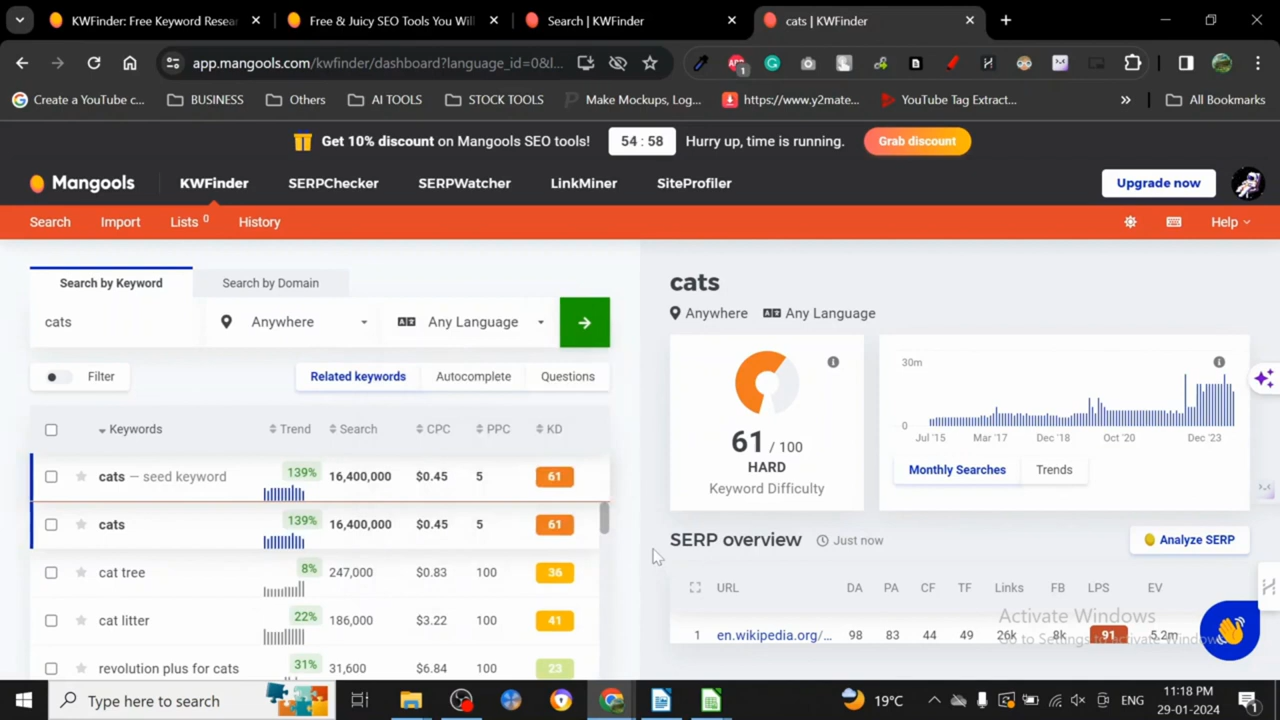 KWFinder: Free Keyword Resea
Free & Juicy SEO Tools You Will
Search | KWFinder
cats | KWFinder
app.mangools.com/kwfinder/dashboard?language_id=0&l...
Create a YouTube c...
BUSINESS
Others
AI TOOLS
STOCK TOOLS
Make Mockups, Log...
https://www.y2mate...
YouTube Tag Extract...
All Bookmarks
Get 10% discount on Mangools SEO tools! 54 : 58 Hurry up, time is running. Grab discount
Mangools KWFinder SERPChecker SERPWatcher LinkMiner SiteProfiler Upgrade now
Search Import Lists 0 History Help
Search by Keyword Search by Domain
cats Anywhere Any Language
Filter Related keywords Autocomplete Questions
Keywords Trend Search CPC PPC KD
cats — seed keyword 139% 16,400,000 $0.45 5 61
cats 139% 16,400,000 $0.45 5 61
cat tree 8% 247,000 $0.83 100 36
cat litter 22% 186,000 $3.22 100 41
revolution plus for cats 31% 31,600 $6.84 100 23
cats
Anywhere Any Language
61 / 100
HARD
Keyword Difficulty
30m
0
Jul '15 Mar '17 Dec '18 Oct '20 Dec '23
Monthly Searches Trends
SERP overview Just now Analyze SERP
URL DA PA CF TF Links FB LPS EV
1 en.wikipedia.org/... 98 83 44 49 26k 8k 91 5.2m
Activate Windows
Go to Settings to activate Windows.
Type here to search
19°C
ENG
11:18 PM
29-01-2024